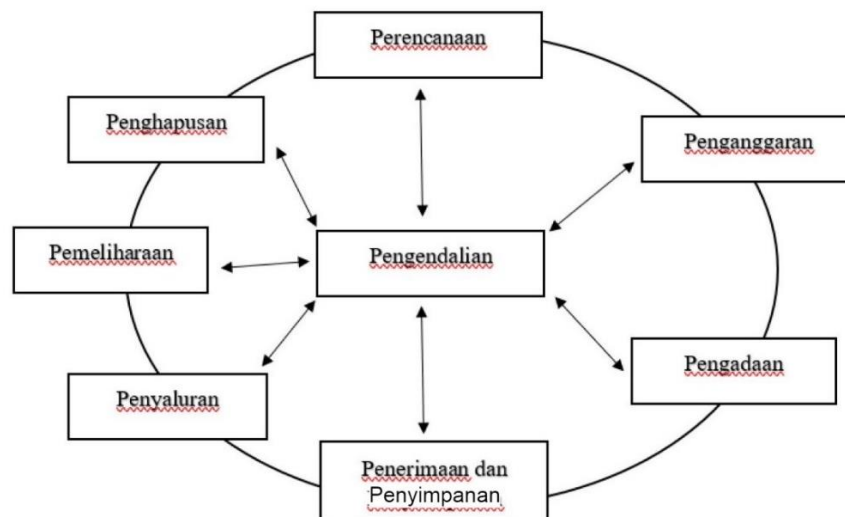 Perencanaan
Penghapusan
Penganggaran
Pemeliharaan
Pengendalian
Pengadaan
Penyaluran
Penerimaan dan
Penyimpanan